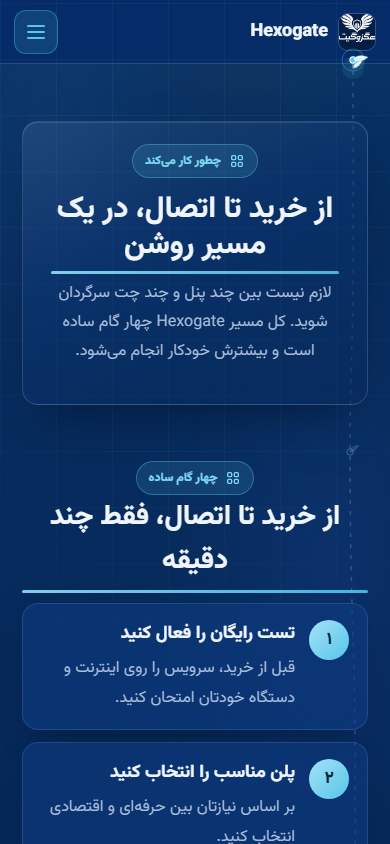 Hexogate
هگزوگیت
چطور کار می‌کند
از خرید تا اتصال، در یک
مسیر روشن
لازم نیست بین چند پنل و چند چت سرگردان
شوید. کل مسیر Hexogate چهار گام ساده
است و بیشترش خودکار انجام می‌شود.
چهار گام ساده
از خرید تا اتصال، فقط چند
دقیقه
۱
تست رایگان را فعال کنید
قبل از خرید، سرویس را روی اینترنت و
دستگاه خودتان امتحان کنید.
۲
پلن مناسب را انتخاب کنید
بر اساس نیازتان بین حرفه‌ای و اقتصادی
انتخاب کنید.